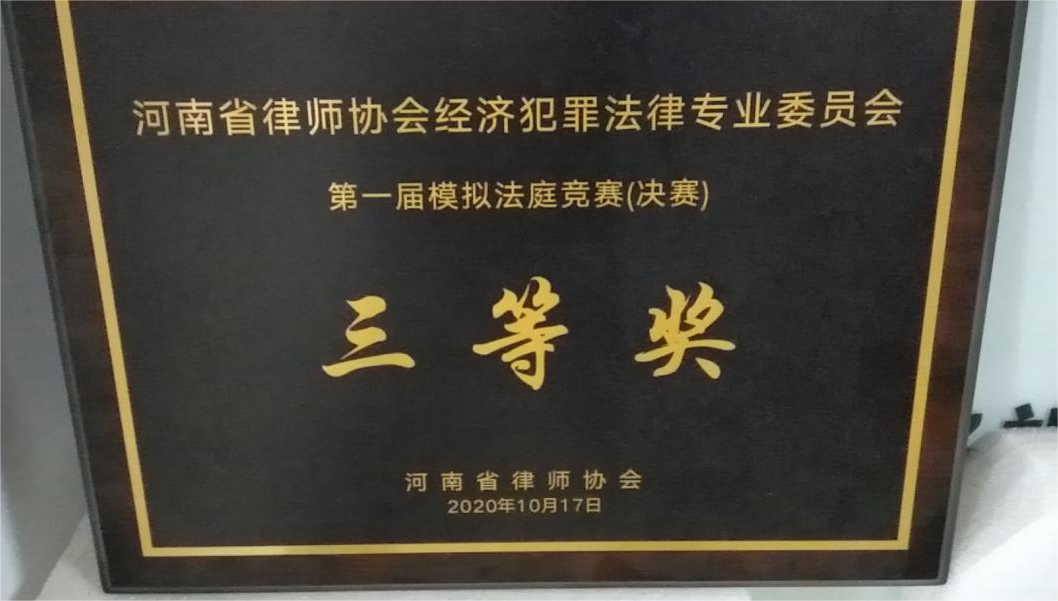 河南省律师协会经济犯罪法律专业委员会
第一届模拟法庭竞赛(决赛)
三等奖
河南省律师协会
2020年10月17日